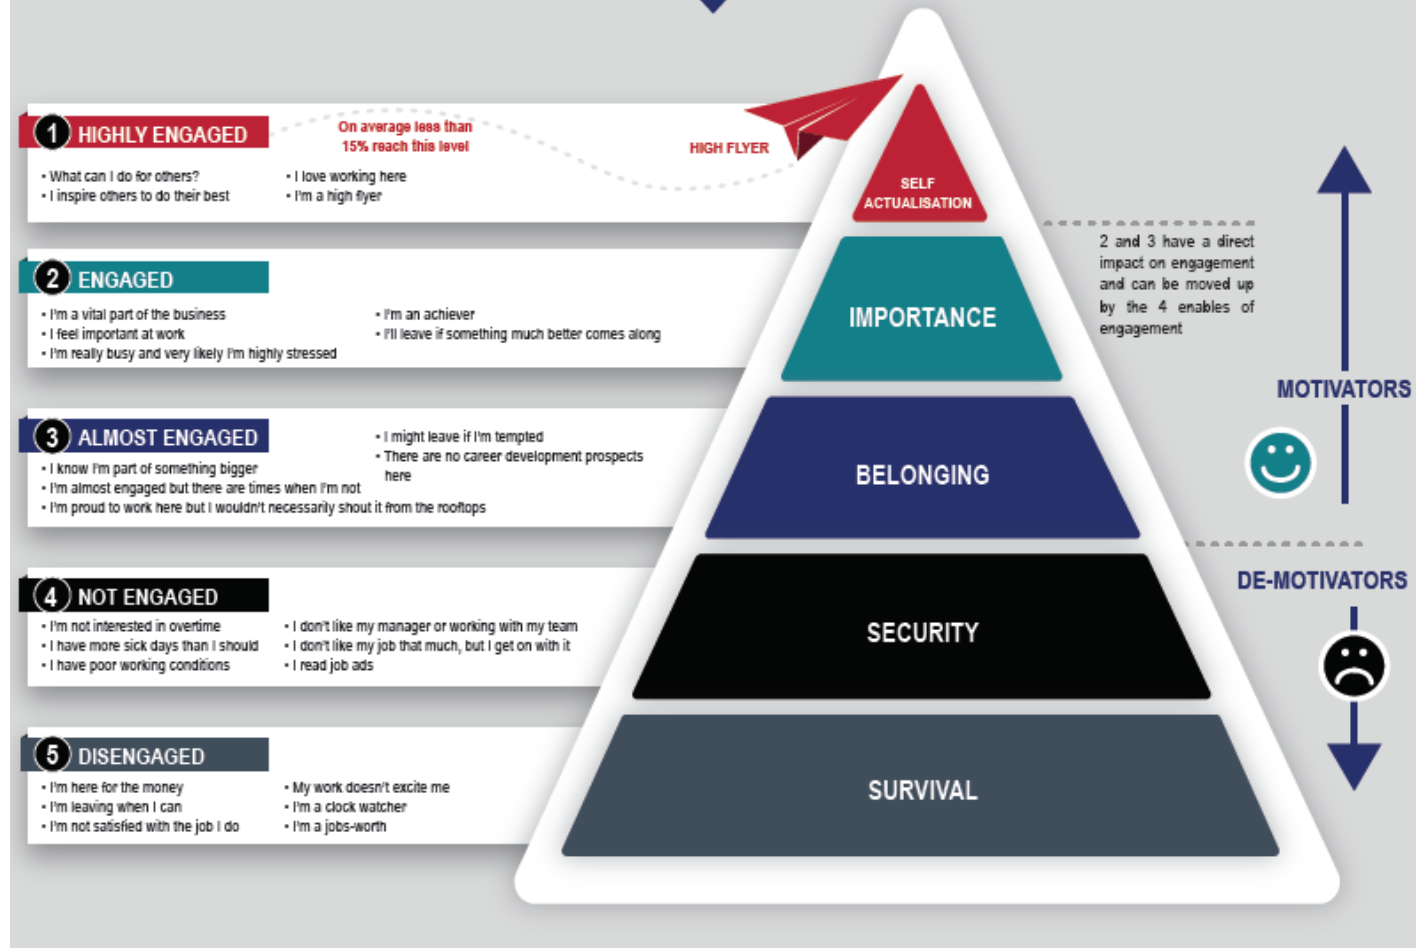 1 HIGHLY ENGAGED
On average less than
15% reach this level
HIGH FLYER
• What can I do for others?
• I inspire others to do their best
• I love working here
• I'm a high flyer
SELF
ACTUALISATION
2 ENGAGED
• I'm a vital part of the business
• I feel important at work
• I'm really busy and very likely I'm highly stressed
• I'm an achiever
• I'll leave if something much better comes along
IMPORTANCE
2 and 3 have a direct
impact on engagement
and can be moved up
by the 4 enables of
engagement
MOTIVATORS
3 ALMOST ENGAGED
• I know I'm part of something bigger
• I'm almost engaged but there are times when I'm not
• I'm proud to work here but I wouldn't necessarily shout it from the rooftops
• I might leave if I'm tempted
• There are no career development prospects
here
BELONGING
DE-MOTIVATORS
4 NOT ENGAGED
• I'm not interested in overtime
• I have more sick days than I should
• I have poor working conditions
• I don't like my manager or working with my team
• I don't like my job that much, but I get on with it
• I read job ads
SECURITY
5 DISENGAGED
• I'm here for the money
• I'm leaving when I can
• I'm not satisfied with the job I do
• My work doesn't excite me
• I'm a clock watcher
• I'm a jobs-worth
SURVIVAL